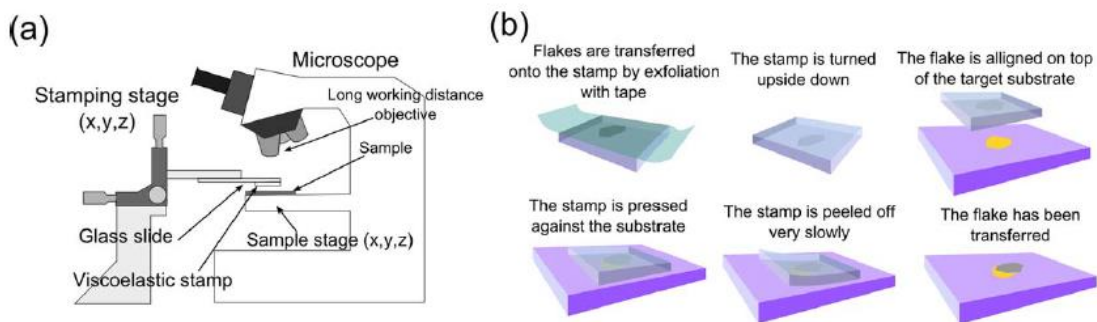 (a)
Microscope
Stamping stage
(x,y,z)
Long working distance
objective
Sample
Glass slide
Sample stage (x,y,z)
Viscoelastic stamp
(b)
Flakes are transferred
onto the stamp by exfoliation
with tape
The stamp is turned
upside down
The flake is alligned on top
of the target substrate
The stamp is pressed
against the substrate
The stamp is peeled off
very slowly
The flake has been
transferred